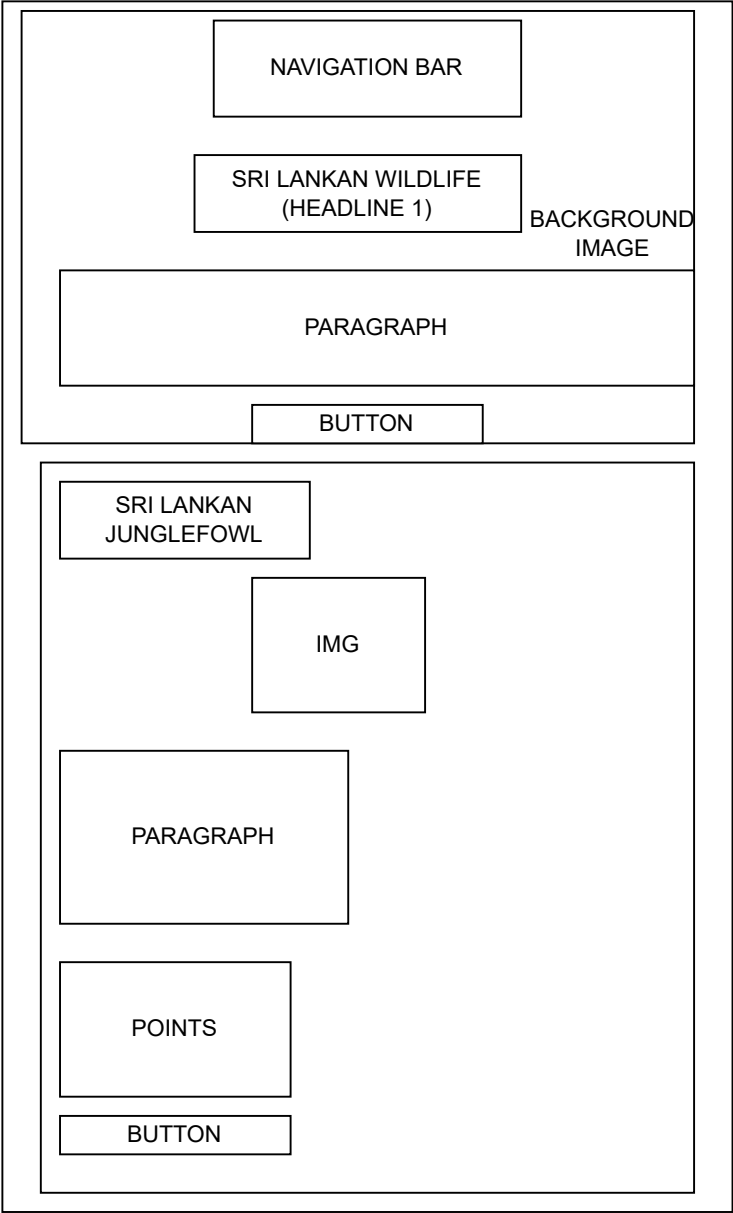 NAVIGATION BAR
SRI LANKAN WILDLIFE
(HEADLINE 1)
BACKGROUND
IMAGE
PARAGRAPH
BUTTON
SRI LANKAN
JUNGLEFOWL
IMG
PARAGRAPH
POINTS
BUTTON